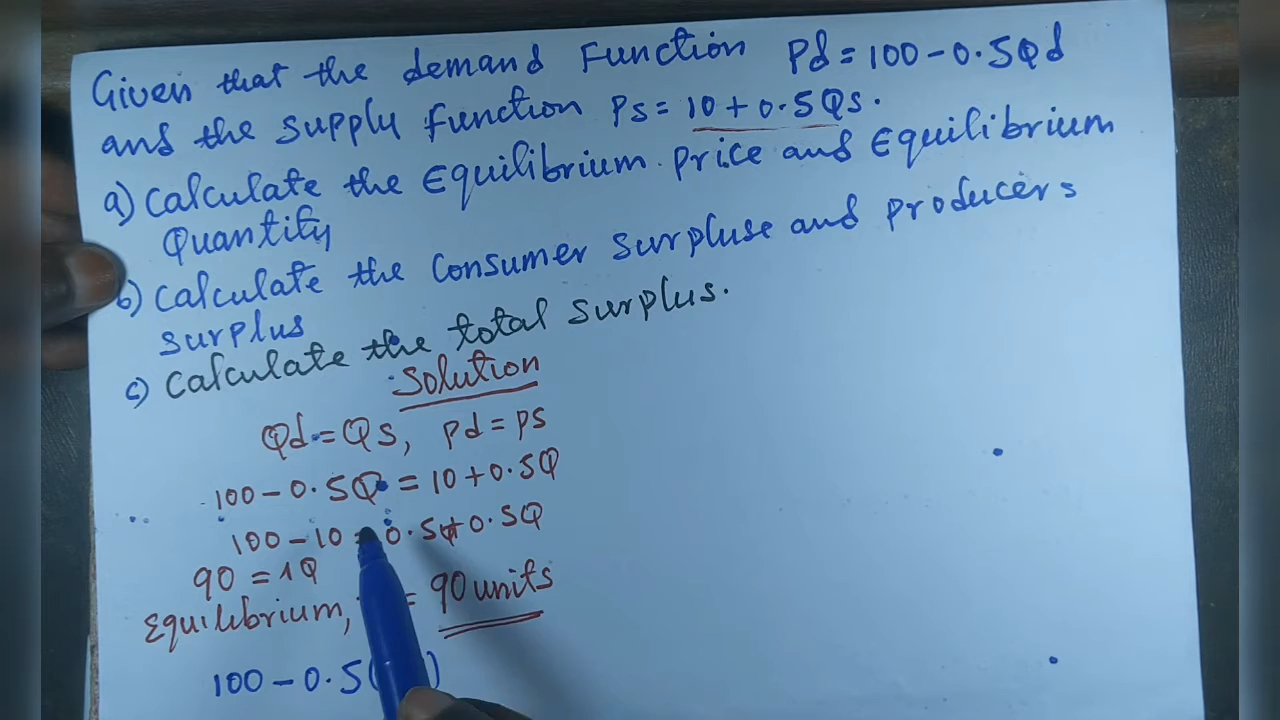 Given that the demand Function Pd = 100 - 0.5Qd
and the supply function Ps = 10 + 0.5Qs.
a) Calculate the Equilibrium. Price and Equilibrium
Quantity
b) Calculate the Consumer surpluse and producers
surplus
c) Calculate the total surplus.
Solution
Qd = Qs, Pd = Ps
100 - 0.5Q = 10 + 0.5Q
100 - 10 = 0.5Q + 0.5Q
90 = 1Q
Equilibrium, = 90 units
100 - 0.5( )